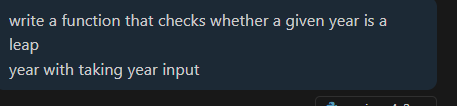 write a function that checks whether a given year is a
leap
year with taking year input